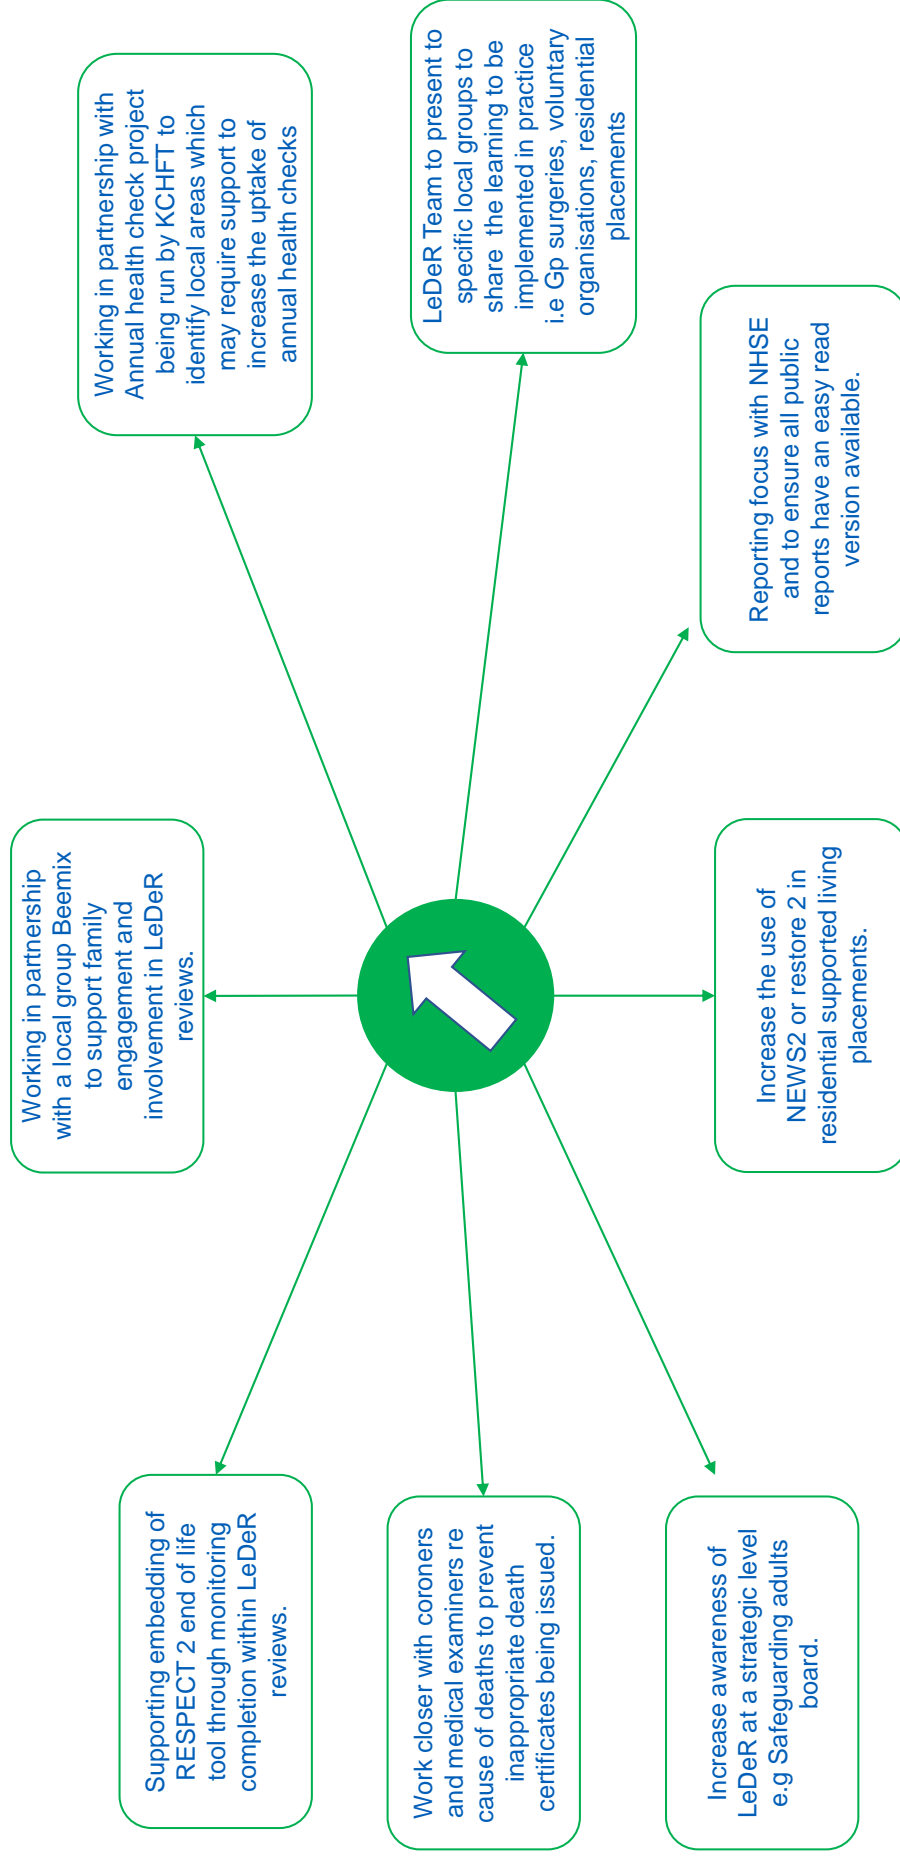 Working in partnership
with a local group Beemix
to support family
engagement and
involvement in LeDeR
reviews.
Working in partnership with
Annual health check project
being run by KCHFT to
identify local areas which
may require support to
increase the uptake of
annual health checks
LeDeR Team to present to
specific local groups to
share the learning to be
implemented in practice
i.e Gp surgeries, voluntary
organisations, residential
placements
Reporting focus with NHSE
and to ensure all public
reports have an easy read
version available.
Increase the use of
NEWS2 or restore 2 in
residential supported living
placements.
Increase awareness of
LeDeR at a strategic level
e.g Safeguarding adults
board.
Work closer with coroners
and medical examiners re
cause of deaths to prevent
inappropriate death
certificates being issued.
Supporting embedding of
RESPECT 2 end of life
tool through monitoring
completion within LeDeR
reviews.